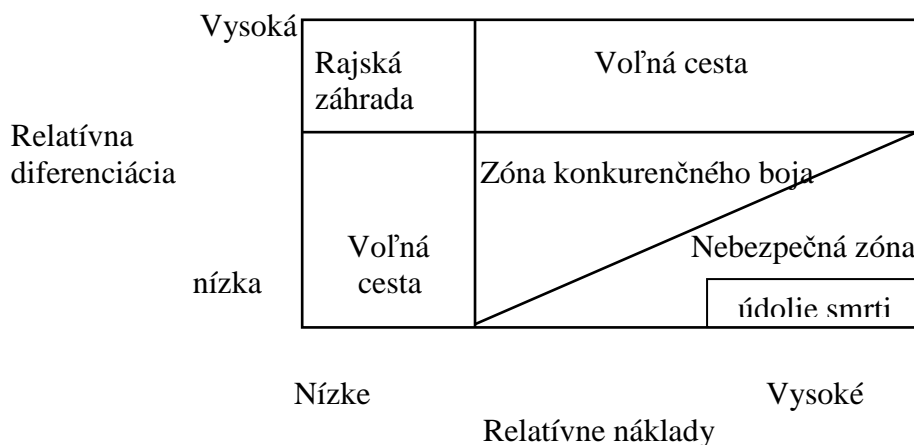 Vysoká
Rajská
záhrada
Voľná cesta
Relatívna
diferenciácia
Zóna konkurenčného boja
Voľná
cesta
Nebezpečná zóna
nízka
údolie smrti
Nízke
Vysoké
Relatívne náklady